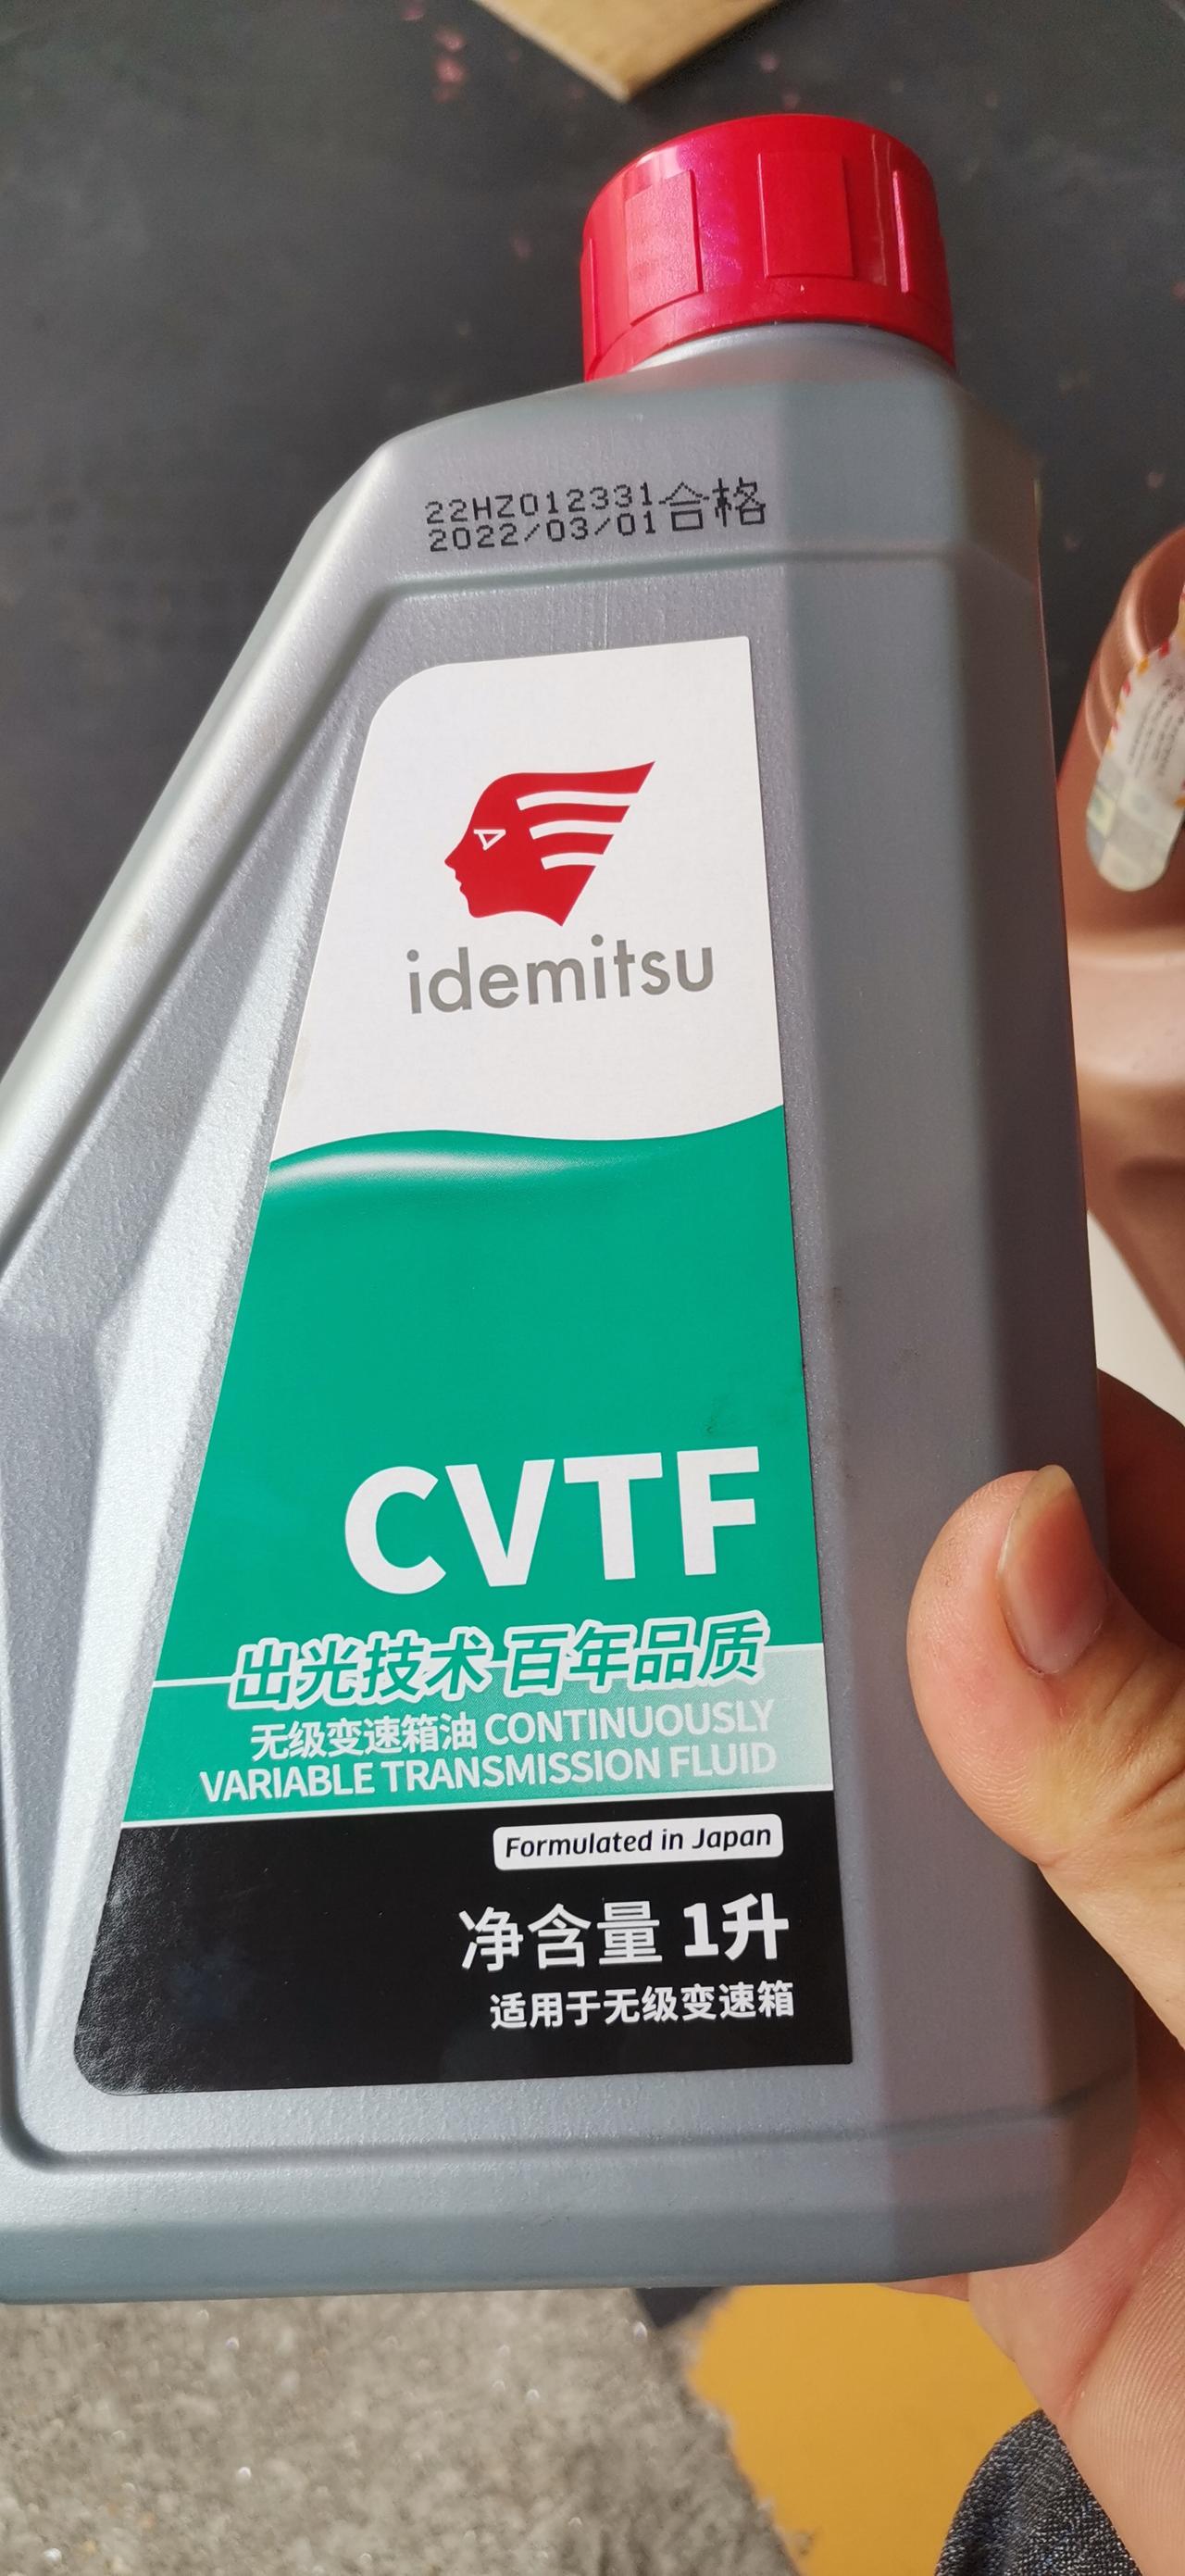 22HZ012331合格
2022/03/01
idemitsu
CVTF
出光技术 百年品质
无级变速箱油 CONTINUOUSLY
VARIABLE TRANSMISSION FLUID
Formulated in Japan
净含量 1升
适用于无级变速箱